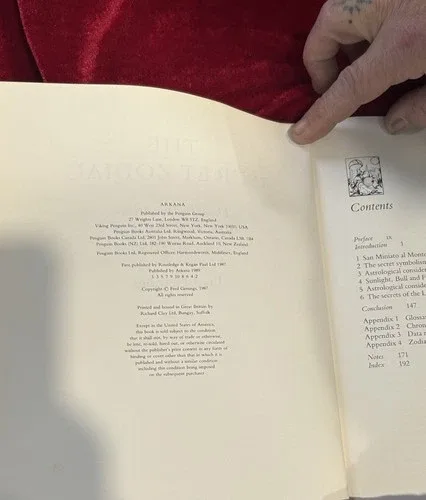 ARKANA
Published by the Penguin Group
27 Wrights Lane, London W8 5TZ, England
Viking Penguin Inc., 40 West 23rd Street, New York, New York 10010, USA
Penguin Books Australia Ltd, Ringwood, Victoria, Australia
Penguin Books Canada Ltd, 2801 John Street, Markham, Ontario, Canada L3R 1B4
Penguin Books (NZ) Ltd, 182–190 Wairau Road, Auckland 10, New Zealand
Penguin Books Ltd, Registered Offices: Harmondsworth, Middlesex, England
First published by Routledge & Kegan Paul Ltd 1987
Published by Arkana 1989
3 5 7 9 10 8 6 4 2
Copyright © Fred Gettings, 1987
All rights reserved
Printed and bound in Great Britain by
Richard Clay Ltd, Bungay, Suffolk
Except in the United States of America,
this book is sold subject to the condition
that it shall not, by way of trade or otherwise,
be lent, re-sold, hired out, or otherwise circulated
without the publisher's prior consent in any form of
binding or cover other than that in which it is
published and without a similar condition
including this condition being imposed
on the subsequent purchaser
Contents
Preface ix
Introduction 1
1 San Miniato al Monte
2 The secret symbolism
3 Astrological consider
4 Sunlight, Bull and F
5 Astrological consider
6 The secrets of the L
Conclusion 147
Appendix 1 Glossa
Appendix 2 Chron
Appendix 3 Data r
Appendix 4 Zodia
Notes 171
Index 192